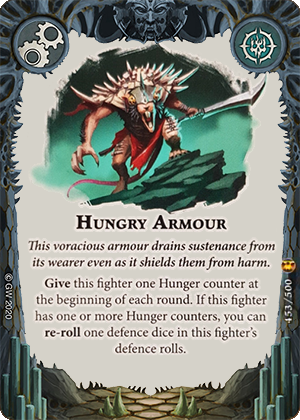 Hungry Armour
This voracious armour drains sustenance from
its wearer even as it shields them from harm.
Give this fighter one Hunger counter at
the beginning of each round. If this fighter
has one or more Hunger counters, you can
re-roll one defence dice in this fighter's
defence rolls.
© GW 2020
453/500